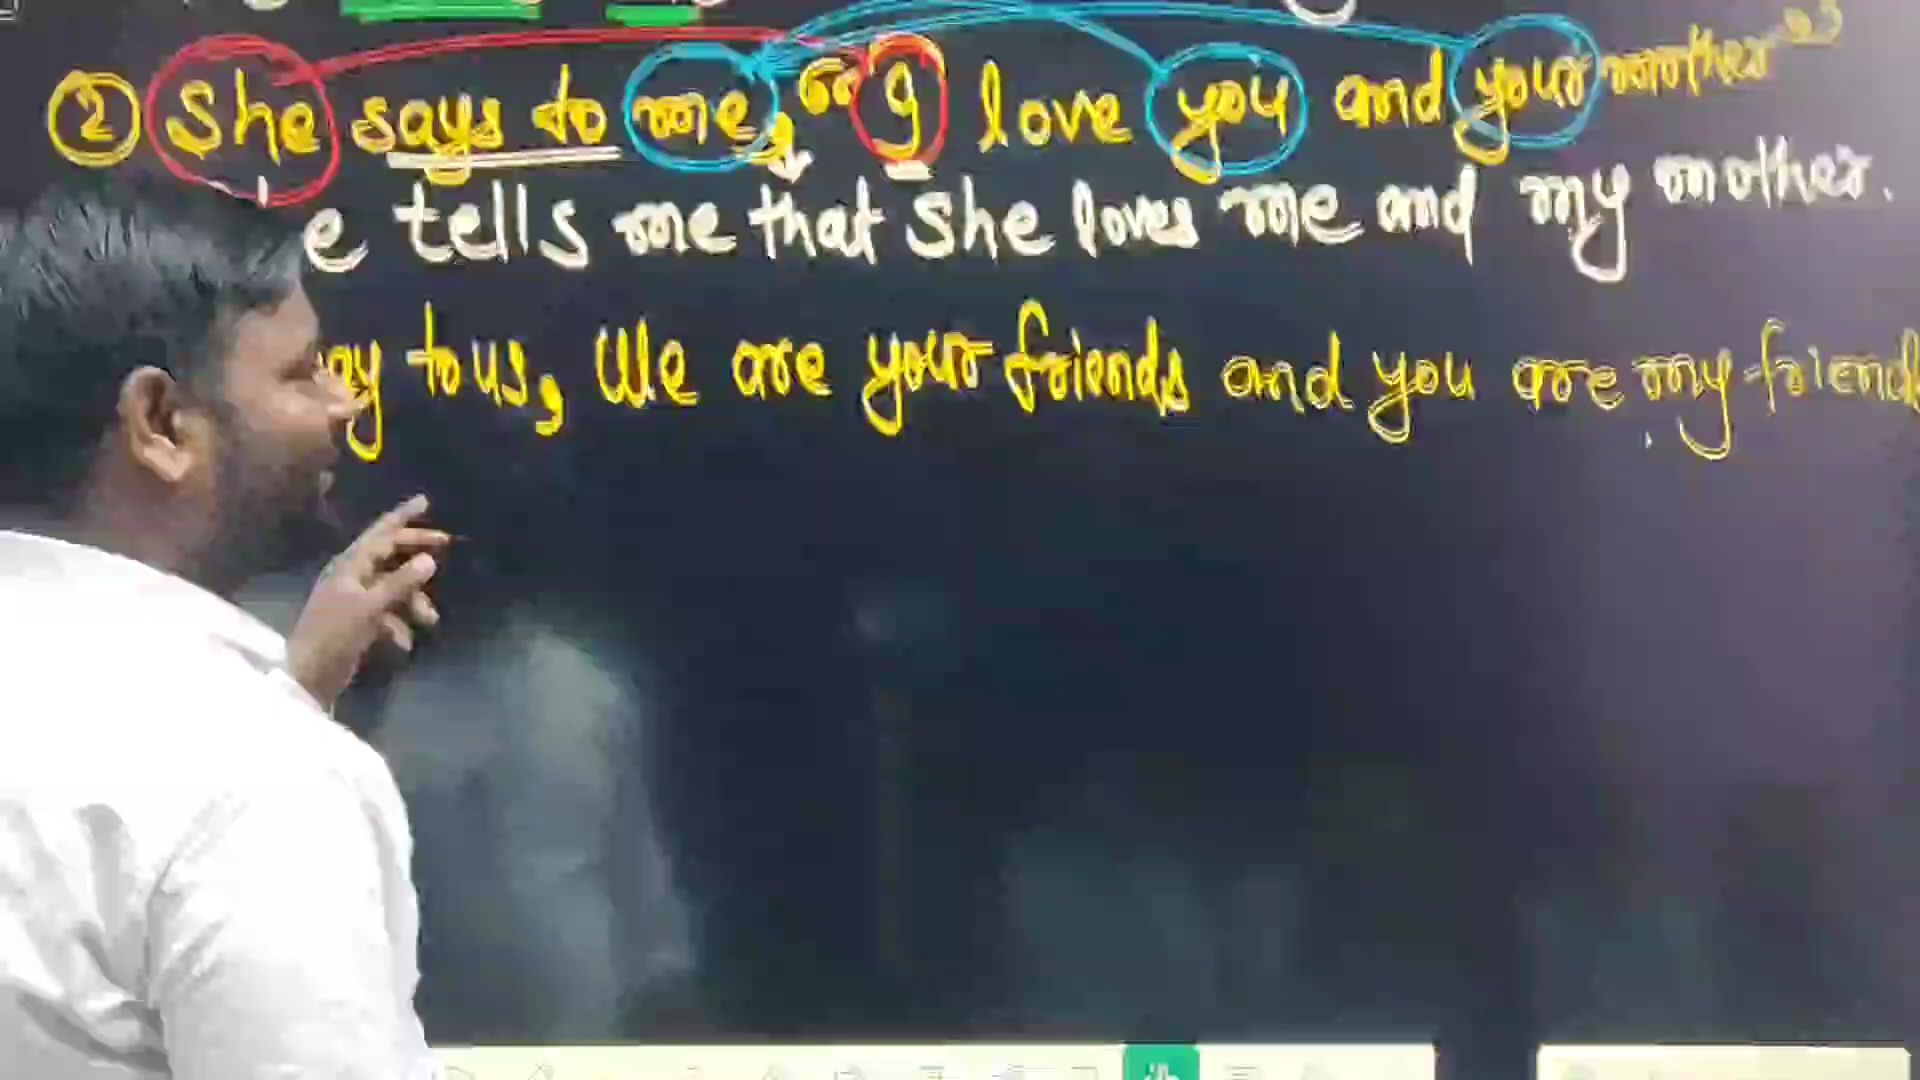 ② She says to me, "I love you and your mother"
e tells me that she loves me and my mother.
ay to us, We are your friends and you are my friends